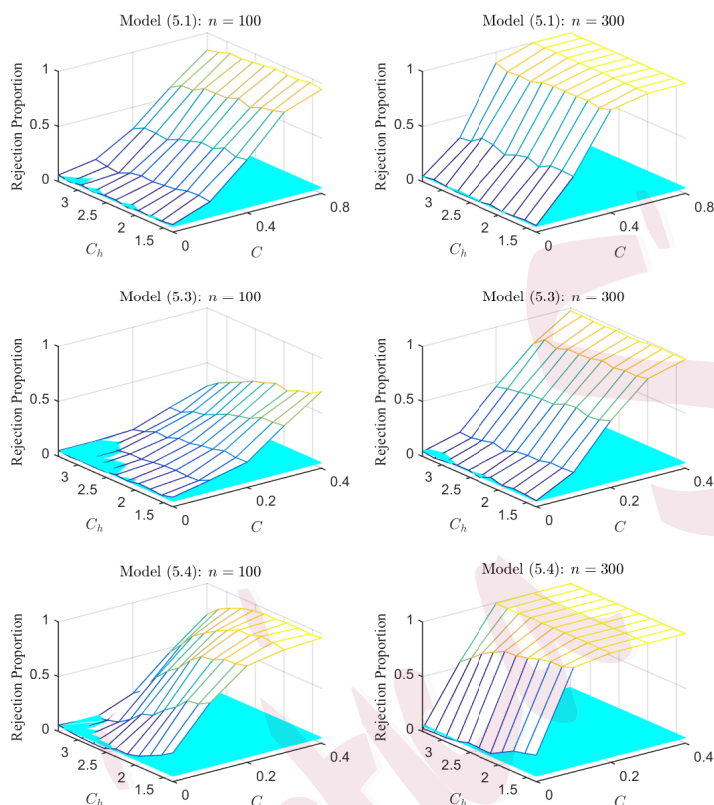 Model (5.1): n = 100
Model (5.1): n = 300
Rejection Proportion
1
0.5
0
3
2.5
2
1.5
C_h
0
0.4
0.8
C
Rejection Proportion
1
0.5
0
3
2.5
2
1.5
C_h
0
0.4
0.8
C
Model (5.3): n = 100
Model (5.3): n = 300
Rejection Proportion
1
0.5
0
3
2.5
2
1.5
C_h
0
0.2
0.4
C
Rejection Proportion
1
0.5
0
3
2.5
2
1.5
C_h
0
0.2
0.4
C
Model (5.4): n = 100
Model (5.4): n = 300
Rejection Proportion
1
0.5
0
3
2.5
2
1.5
C_h
0
0.2
0.4
C
Rejection Proportion
1
0.5
0
3
2.5
2
1.5
C_h
0
0.2
0.4
C